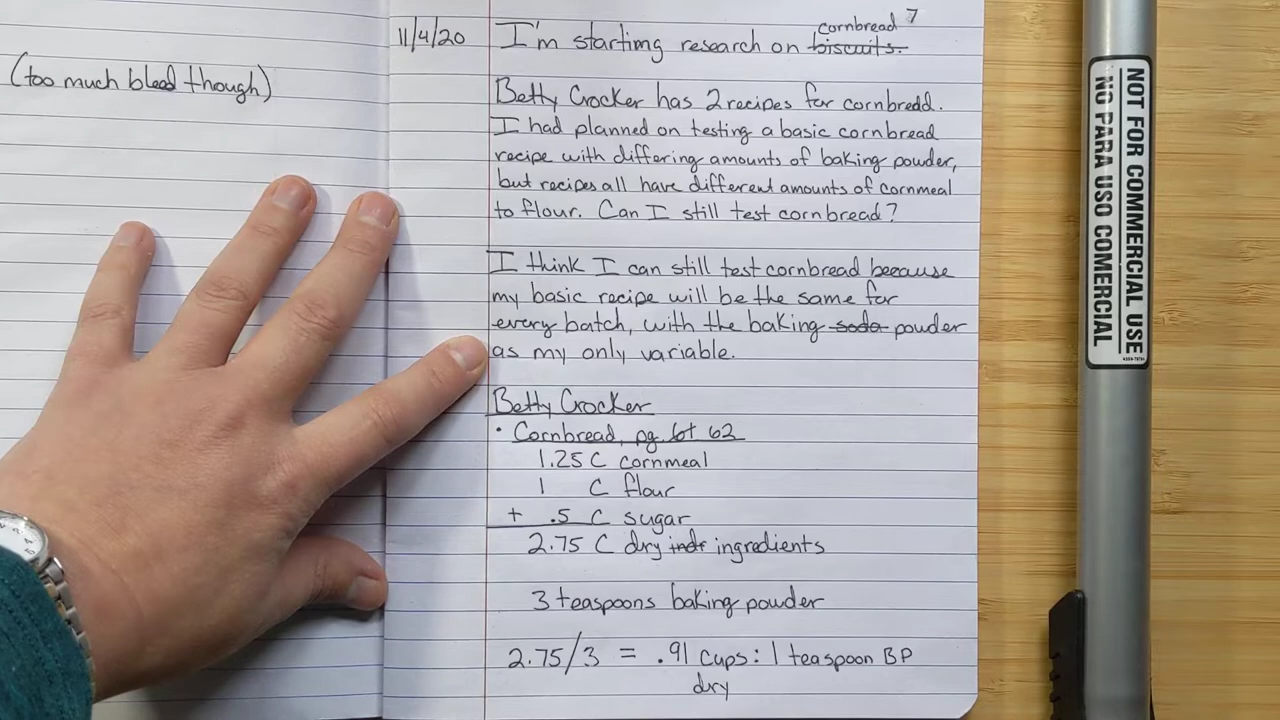 (too much bleed though)
11/4/20
7
cornbread
I'm starting research on biscuits.
Betty Crocker has 2 recipes for cornbredd.
I had planned on testing a basic cornbread
recipe with differing amounts of baking powder,
but recipes all have different amounts of cornmeal
to flour. Can I still test cornbread?
I think I can still test cornbread because
my basic recipe will be the same for
every batch, with the baking soda powder
as my only variable.
Betty Crocker
• Cornbread, pg. 62
1.25 C cornmeal
1 C flour
+ .5 C sugar
2.75 C dry ingredients
3 teaspoons baking powder
2.75/3 = .91 cups : 1 teaspoon BP
dry
NOT FOR COMMERCIAL USE
NO PARA USO COMERCIAL